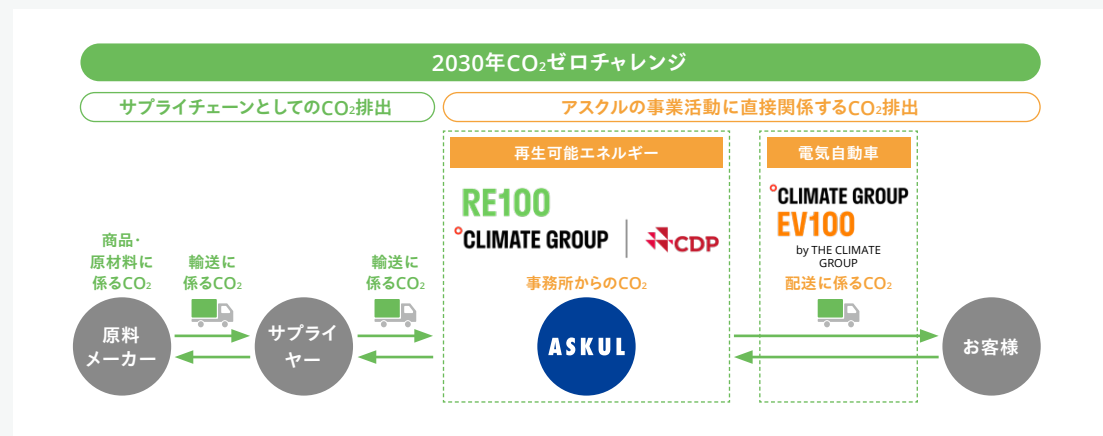 2030年CO₂ゼロチャレンジ
サプライチェーンとしてのCO₂排出
アスクルの事業活動に直接関係するCO₂排出
再生可能エネルギー
電気自動車
RE100
°CLIMATE GROUP
CDP
°CLIMATE GROUP
EV100
by THE CLIMATE
GROUP
商品・
原材料に
係るCO₂
輸送に
係るCO₂
輸送に
係るCO₂
事務所からのCO₂
配送に係るCO₂
原料
メーカー
サプライ
ヤー
ASKUL
お客様